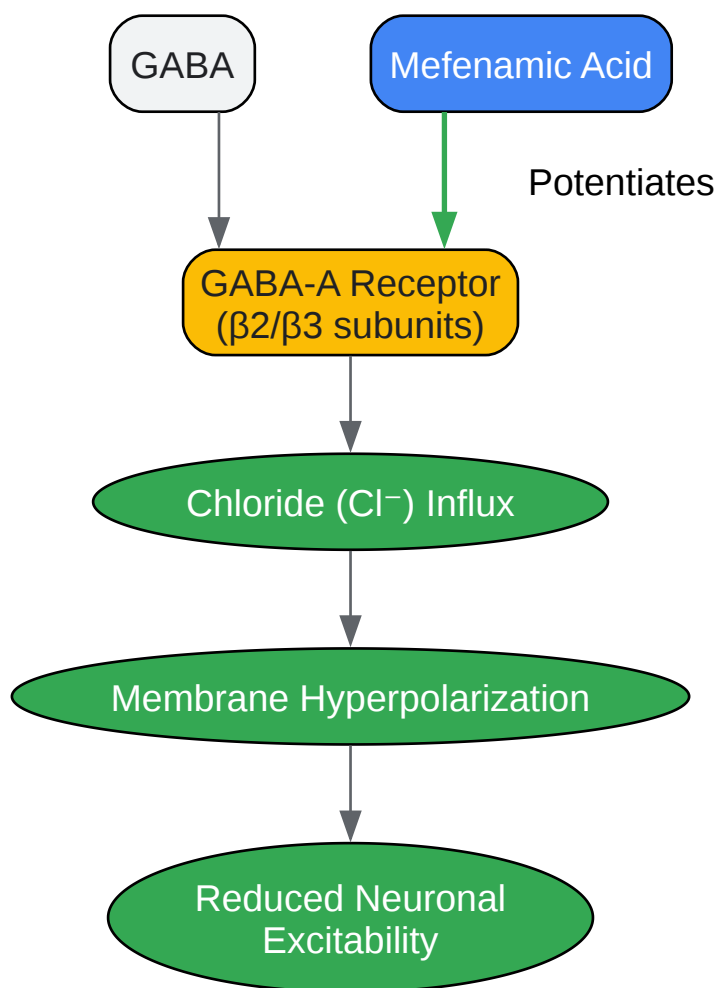 GABA
Mefenamic Acid
Potentiates
GABA-A Receptor
(β2/β3 subunits)
Chloride (Cl⁻) Influx
Membrane Hyperpolarization
Reduced Neuronal
Excitability